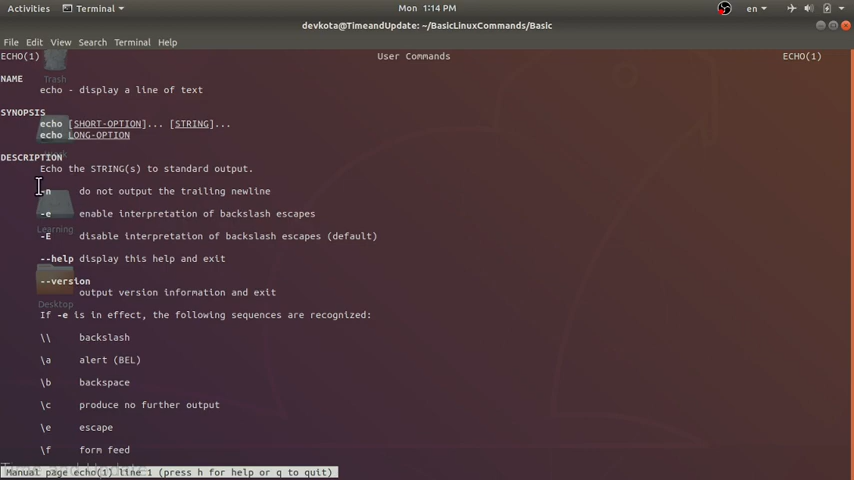 Activities Terminal Mon 1:14 PM en
devkota@TimeandUpdate: ~/BasicLinuxCommands/Basic
File Edit View Search Terminal Help
ECHO(1) User Commands ECHO(1)
Trash
NAME
echo - display a line of text
SYNOPSIS
echo [SHORT-OPTION]... [STRING]...
echo LONG-OPTION
DESCRIPTION
Echo the STRING(s) to standard output.
-n do not output the trailing newline
-e enable interpretation of backslash escapes
Learning
-E disable interpretation of backslash escapes (default)
--help display this help and exit
--version
output version information and exit
Desktop
If -e is in effect, the following sequences are recognized:
\\ backslash
\a alert (BEL)
\b backspace
\c produce no further output
\e escape
\f form feed
Manual page echo(1) line 1 (press h for help or q to quit)